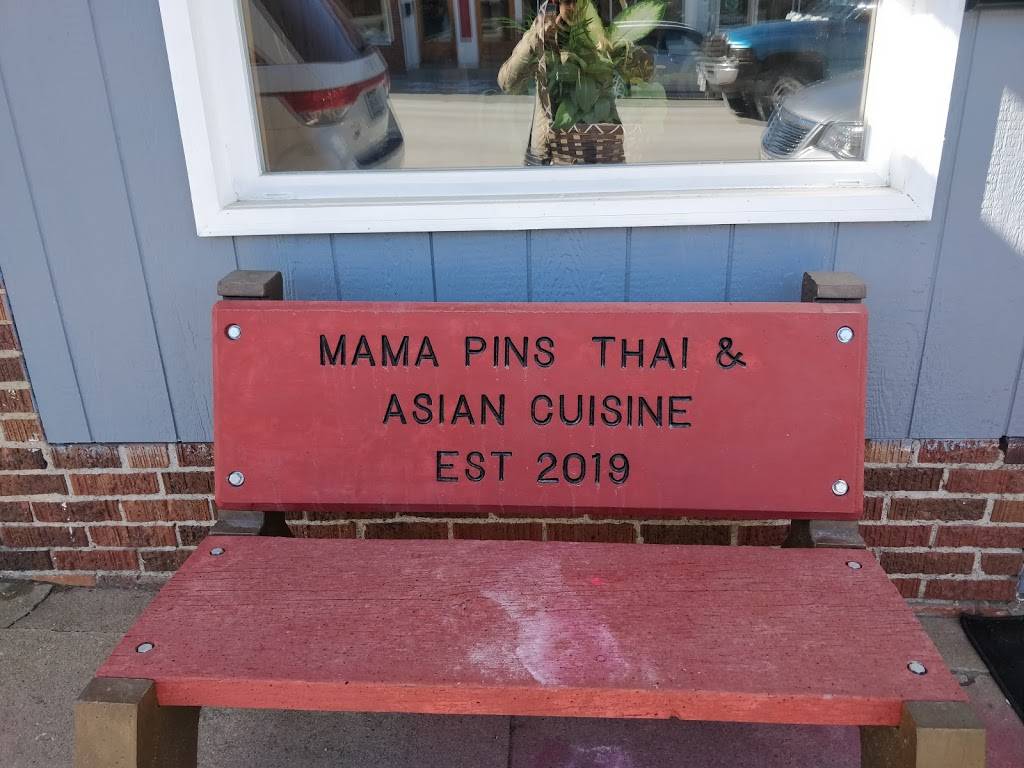 MAMA PINS THAI &
ASIAN CUISINE
EST 2019